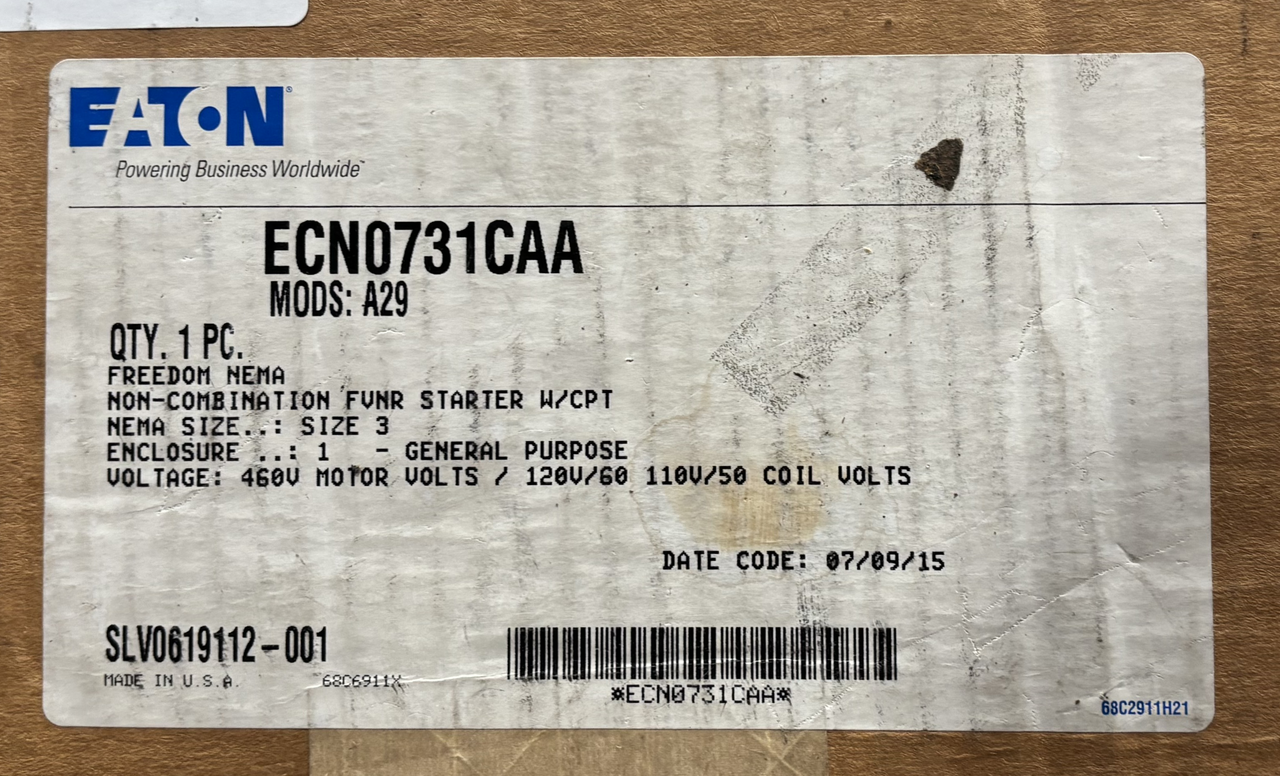 EATON®
Powering Business Worldwide™
ECN0731CAA
MODS: A29
QTY. 1 PC.
FREEDOM NEMA
NON-COMBINATION FVNR STARTER W/CPT
NEMA SIZE..: SIZE 3
ENCLOSURE ..: 1 - GENERAL PURPOSE
VOLTAGE: 460V MOTOR VOLTS / 120V/60 110V/50 COIL VOLTS
DATE CODE: 07/09/15
SLV0619112-001
MADE IN U.S.A. 68C6911X
*ECN0731CAA*
68C2911H21